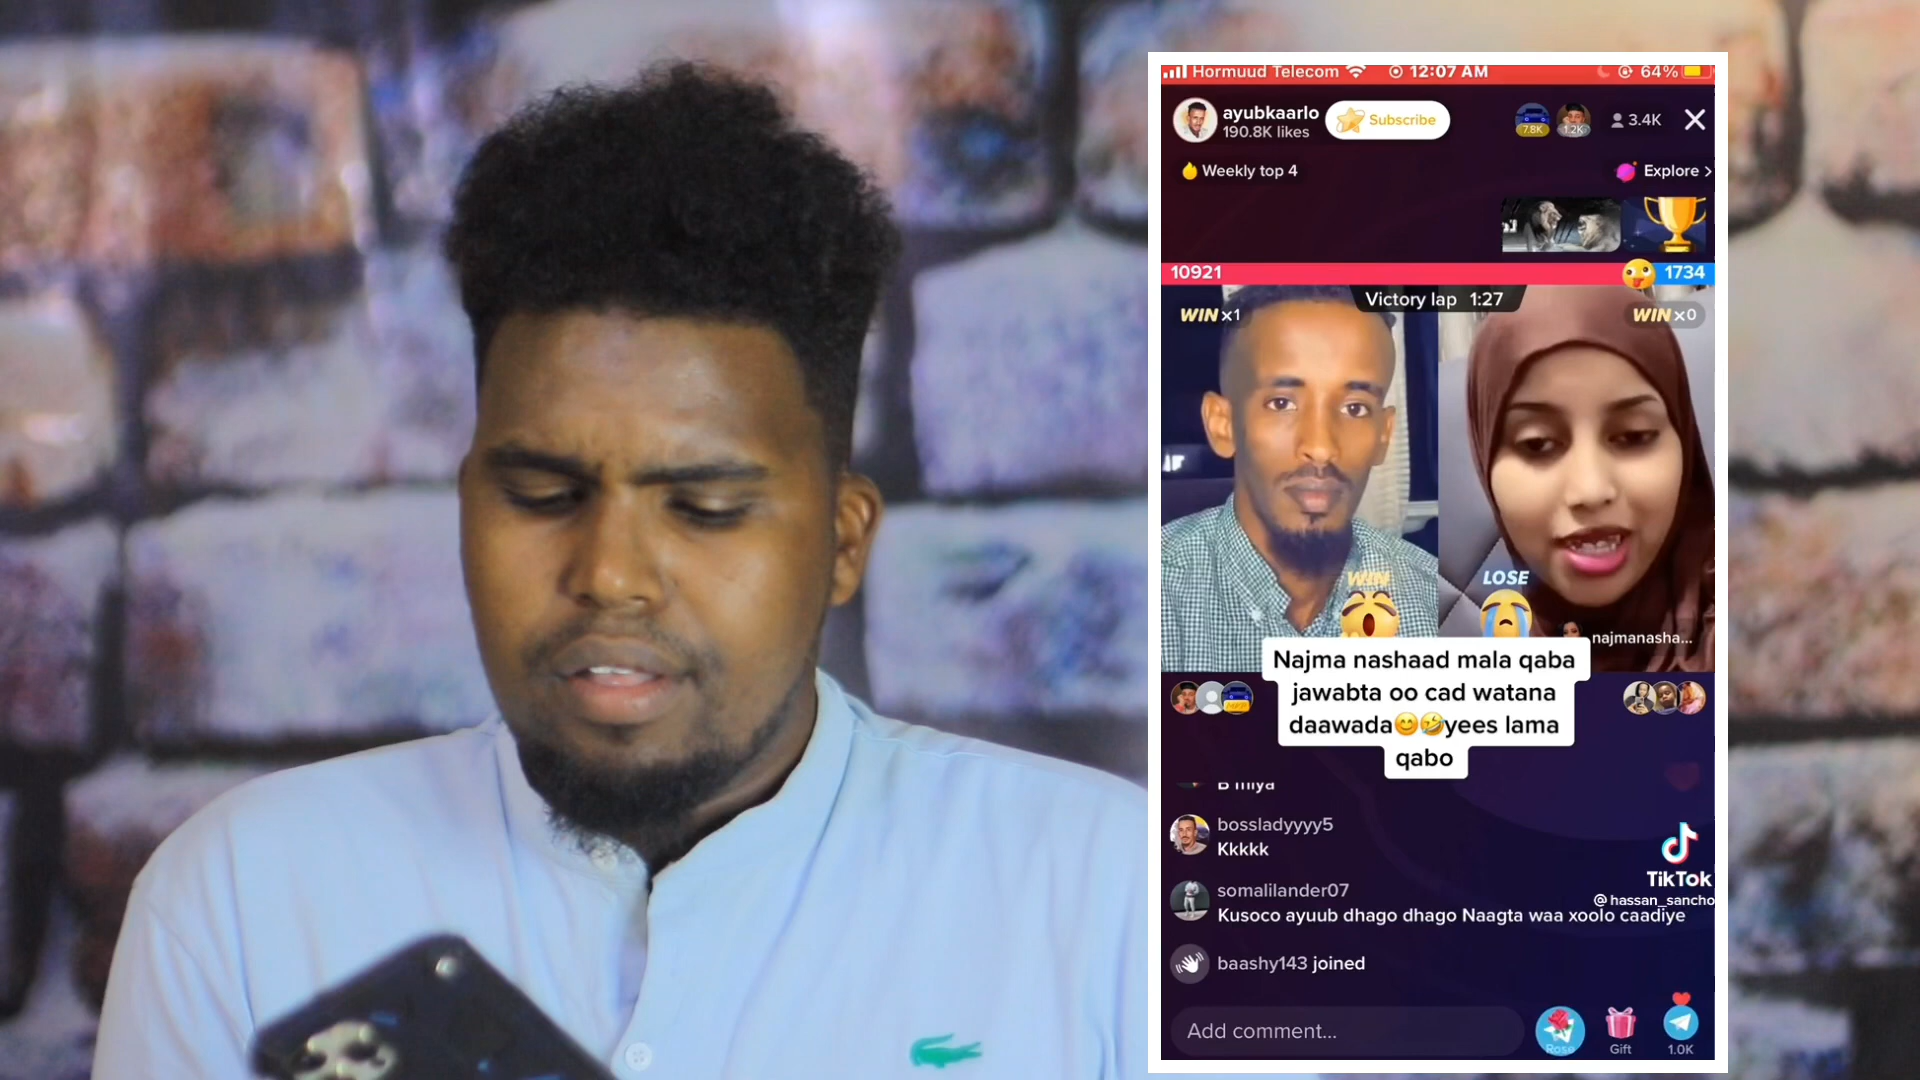 Hormuud Telecom
12:07 AM
64%
ayubkaarlo
190.8K likes
Subscribe
7.8K
1.2K
3.4K
Weekly top 4
Explore
10921
1734
Victory lap 1:27
WIN x1
WIN x0
WIN
LOSE
najmanasha...
Najma nashaad mala qaba
jawabta oo cad watana
daawada😊🤣yees lama
qabo
B miya
bossladyyyy5
Kkkkk
somalilander07
Kusoco ayuub dhago dhago Naagta waa xoolo caadiye
baashy143 joined
TikTok
@hassan_sancho
Add comment...
Rose
Gift
1.0K